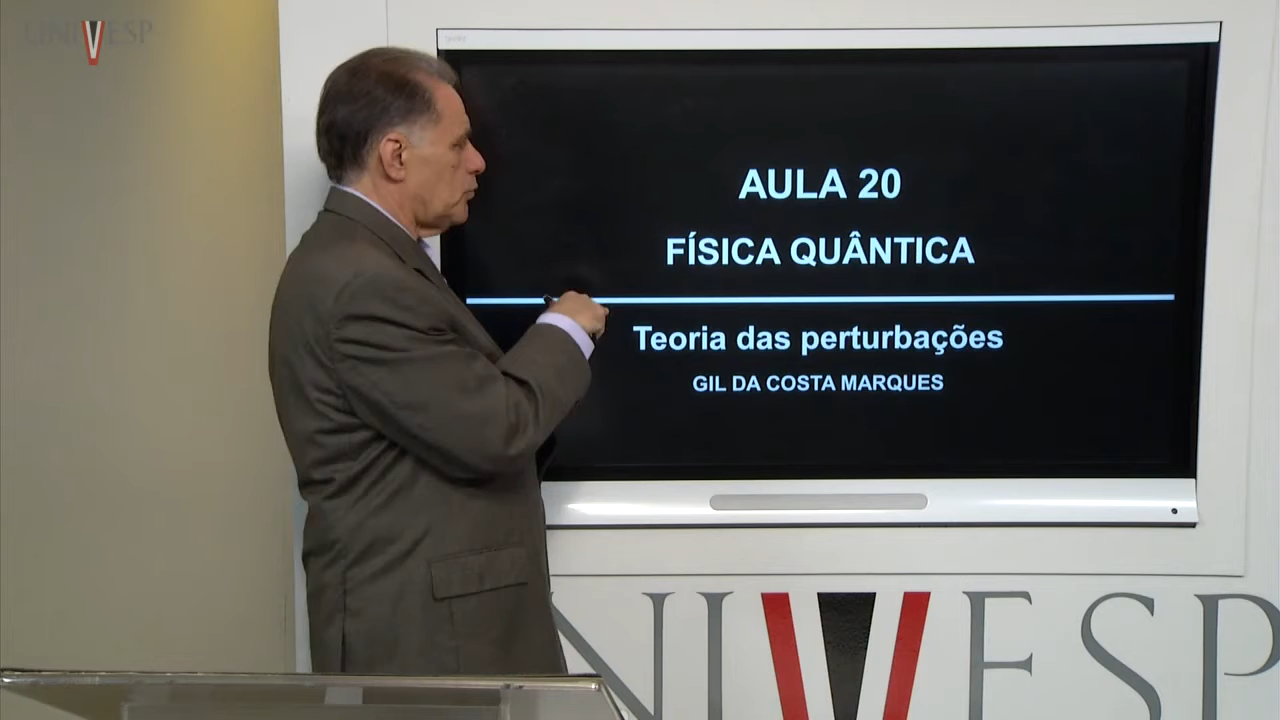 UNIVESP
AULA 20
FÍSICA QUÂNTICA
Teoria das perturbações
GIL DA COSTA MARQUES
UNIVESP